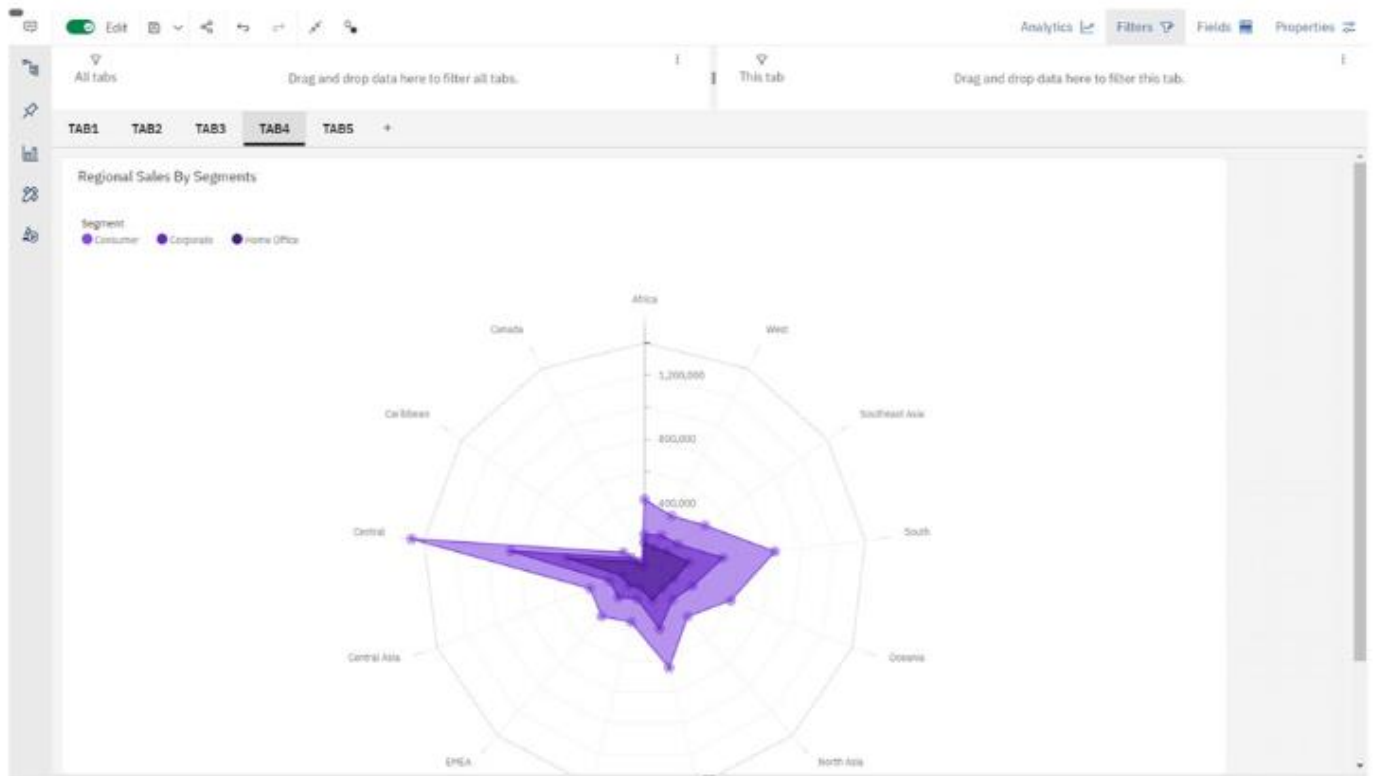 Edit
Analytics
Filters
Fields
Properties
All tabs
Drag and drop data here to filter all tabs.
This tab
Drag and drop data here to filter this tab.
TAB1 TAB2 TAB3 TAB4 TAB5 +
Regional Sales By Segments
Segment
Consumer Corporate Home Office
Africa
Canada
West
1,200,000
Caribbean
Southeast Asia
800,000
400,000
Central
South
Central Asia
Oceania
EMEA
North Asia